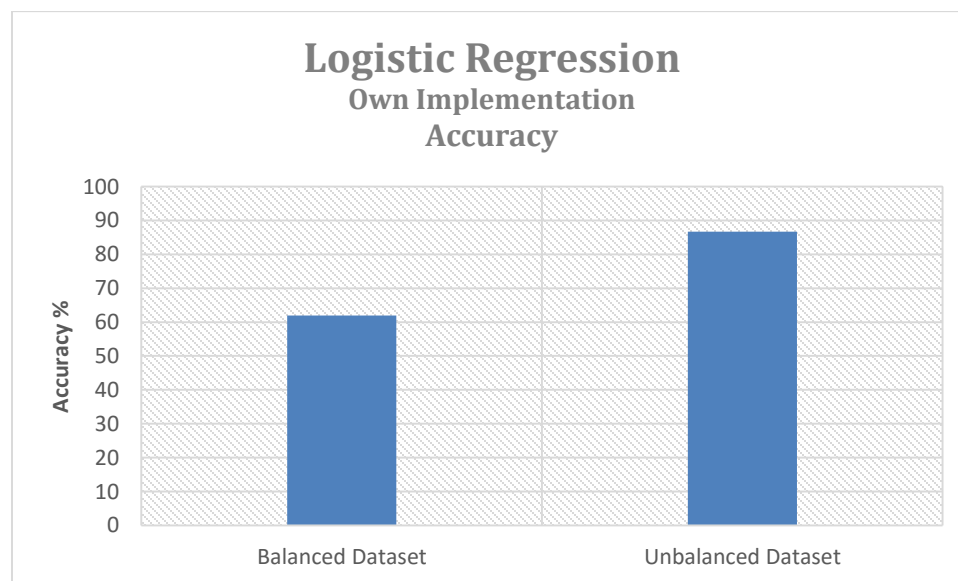 Logistic Regression
Own Implementation
Accuracy
100
90
80
70
60
50
40
30
20
10
0
Accuracy %
Balanced Dataset
Unbalanced Dataset